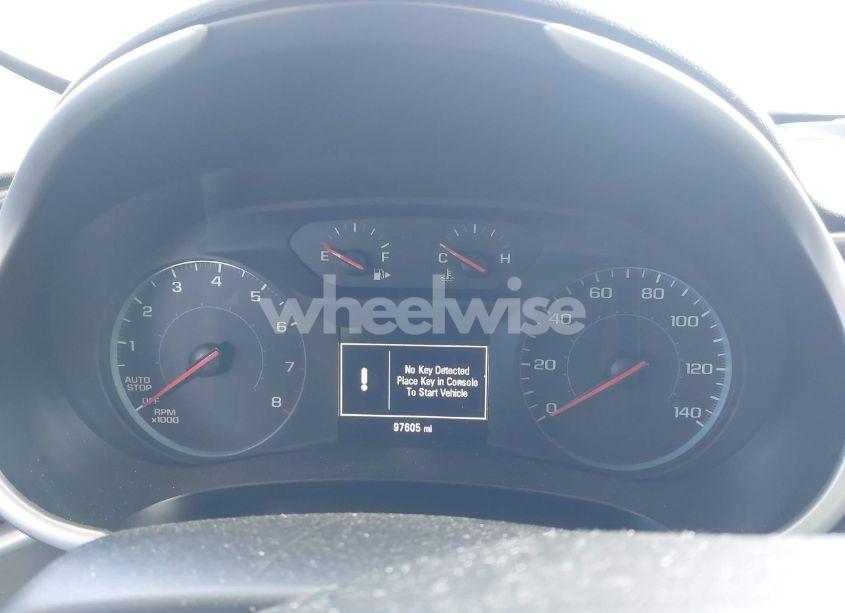 E F C H
wheelwise
1 2 3 4 5 6 7 8
AUTO
STOP
OFF
RPM
x1000
No Key Detected
Place Key in Console
To Start Vehicle
97605 mi
0 20 40 60 80 100 120 140